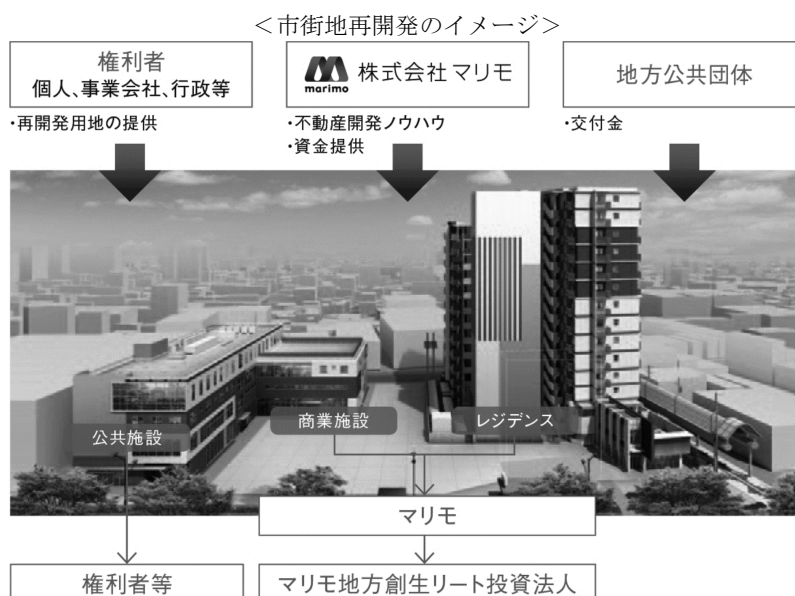 ＜市街地再開発のイメージ＞
権利者
個人、事業会社、行政等
marimo
株式会社マリモ
地方公共団体
・再開発用地の提供
・不動産開発ノウハウ
・資金提供
・交付金
公共施設
商業施設
レジデンス
マリモ
権利者等
マリモ地方創生リート投資法人